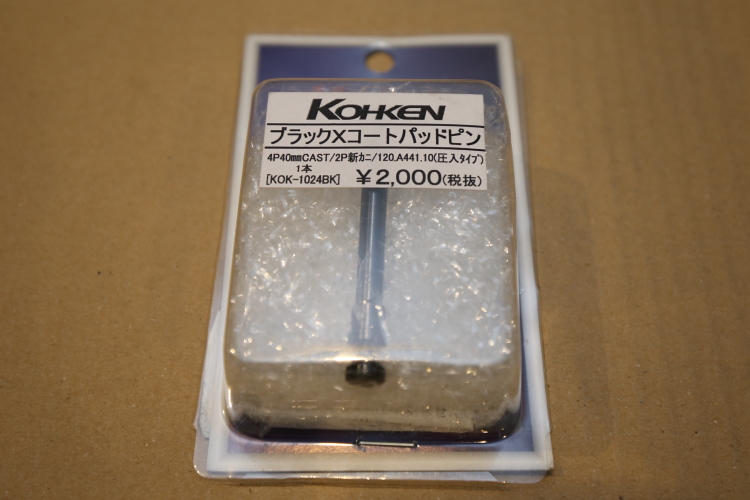 KOHKEN
ブラックXコートパッドピン
4P40mmCAST/2P新カニ/120.A441.10(圧入タイプ)
1本
[KOK-1024BK] ¥2,000(税抜)